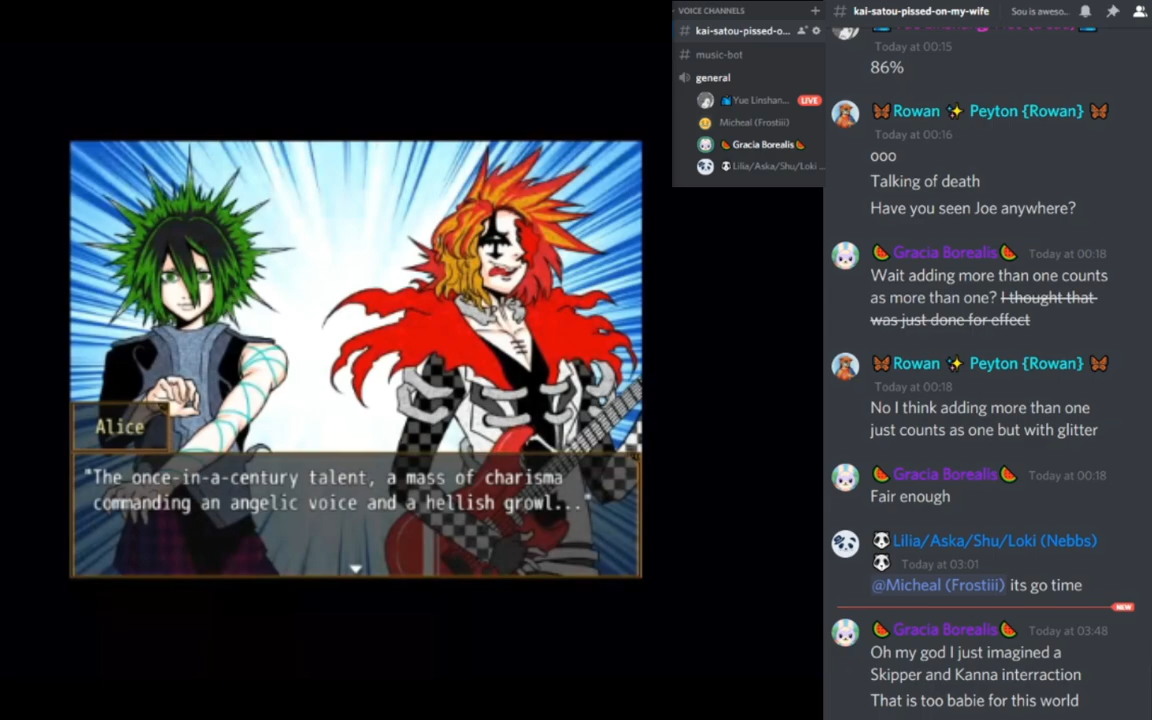 Alice
"The once-in-a-century talent, a mass of charisma
commanding an angelic voice and a hellish growl..."
VOICE CHANNELS
kai-satou-pissed-o...
music-bot
general
Yue Linshan... LIVE
Micheal (Frostiii)
Gracia Borealis
Lilia/Aska/Shu/Loki ...
# kai-satou-pissed-on-my-wife Sou is aweso...
Today at 00:15
86%
Rowan ✨ Peyton {Rowan}
Today at 00:16
ooo
Talking of death
Have you seen Joe anywhere?
Gracia Borealis Today at 00:18
Wait adding more than one counts
as more than one? I thought that
was just done for effect
Rowan ✨ Peyton {Rowan}
Today at 00:18
No I think adding more than one
just counts as one but with glitter
Gracia Borealis Today at 00:18
Fair enough
Lilia/Aska/Shu/Loki (Nebbs)
Today at 03:01
@Micheal (Frostiii) its go time
NEW
Gracia Borealis Today at 03:48
Oh my god I just imagined a
Skipper and Kanna interraction
That is too babie for this world